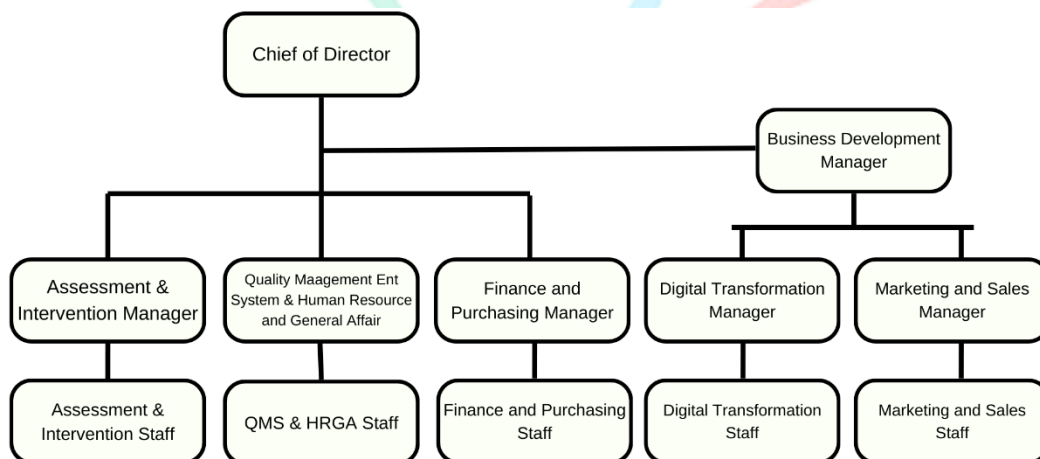 Chief of Director
Business Development
Manager
Assessment &
Intervention Manager
Quality Maagement Ent
System & Human Resource
and General Affair
Finance and
Purchasing Manager
Digital Transformation
Manager
Marketing and Sales
Manager
Assessment &
Intervention Staff
QMS & HRGA Staff
Finance and Purchasing
Staff
Digital Transformation
Staff
Marketing and Sales
Staff